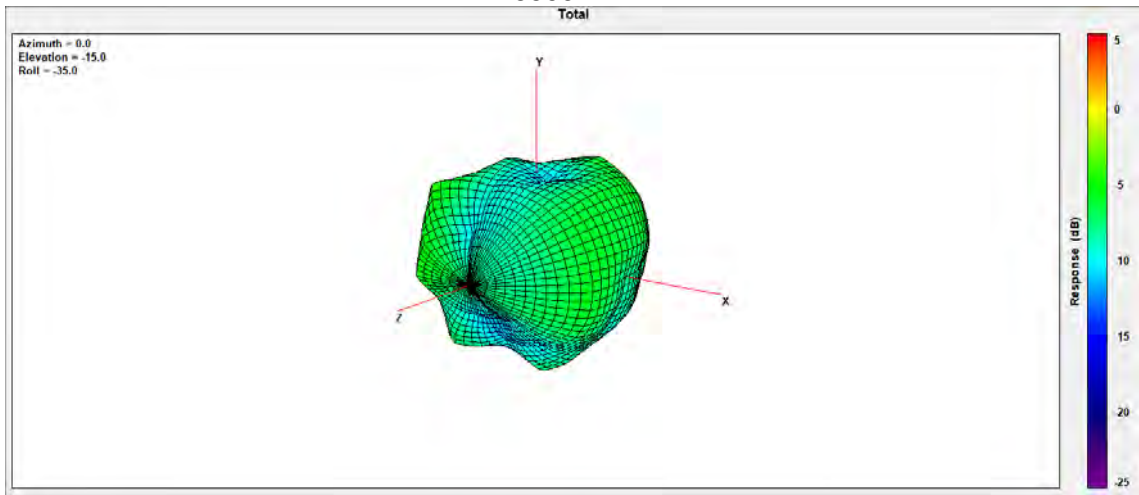 Total
Azimuth = 0.0
Elevation = -15.0
Roll = -35.0
Y
X
Z
5
0
-5
-10
-15
-20
-25
Response (dB)